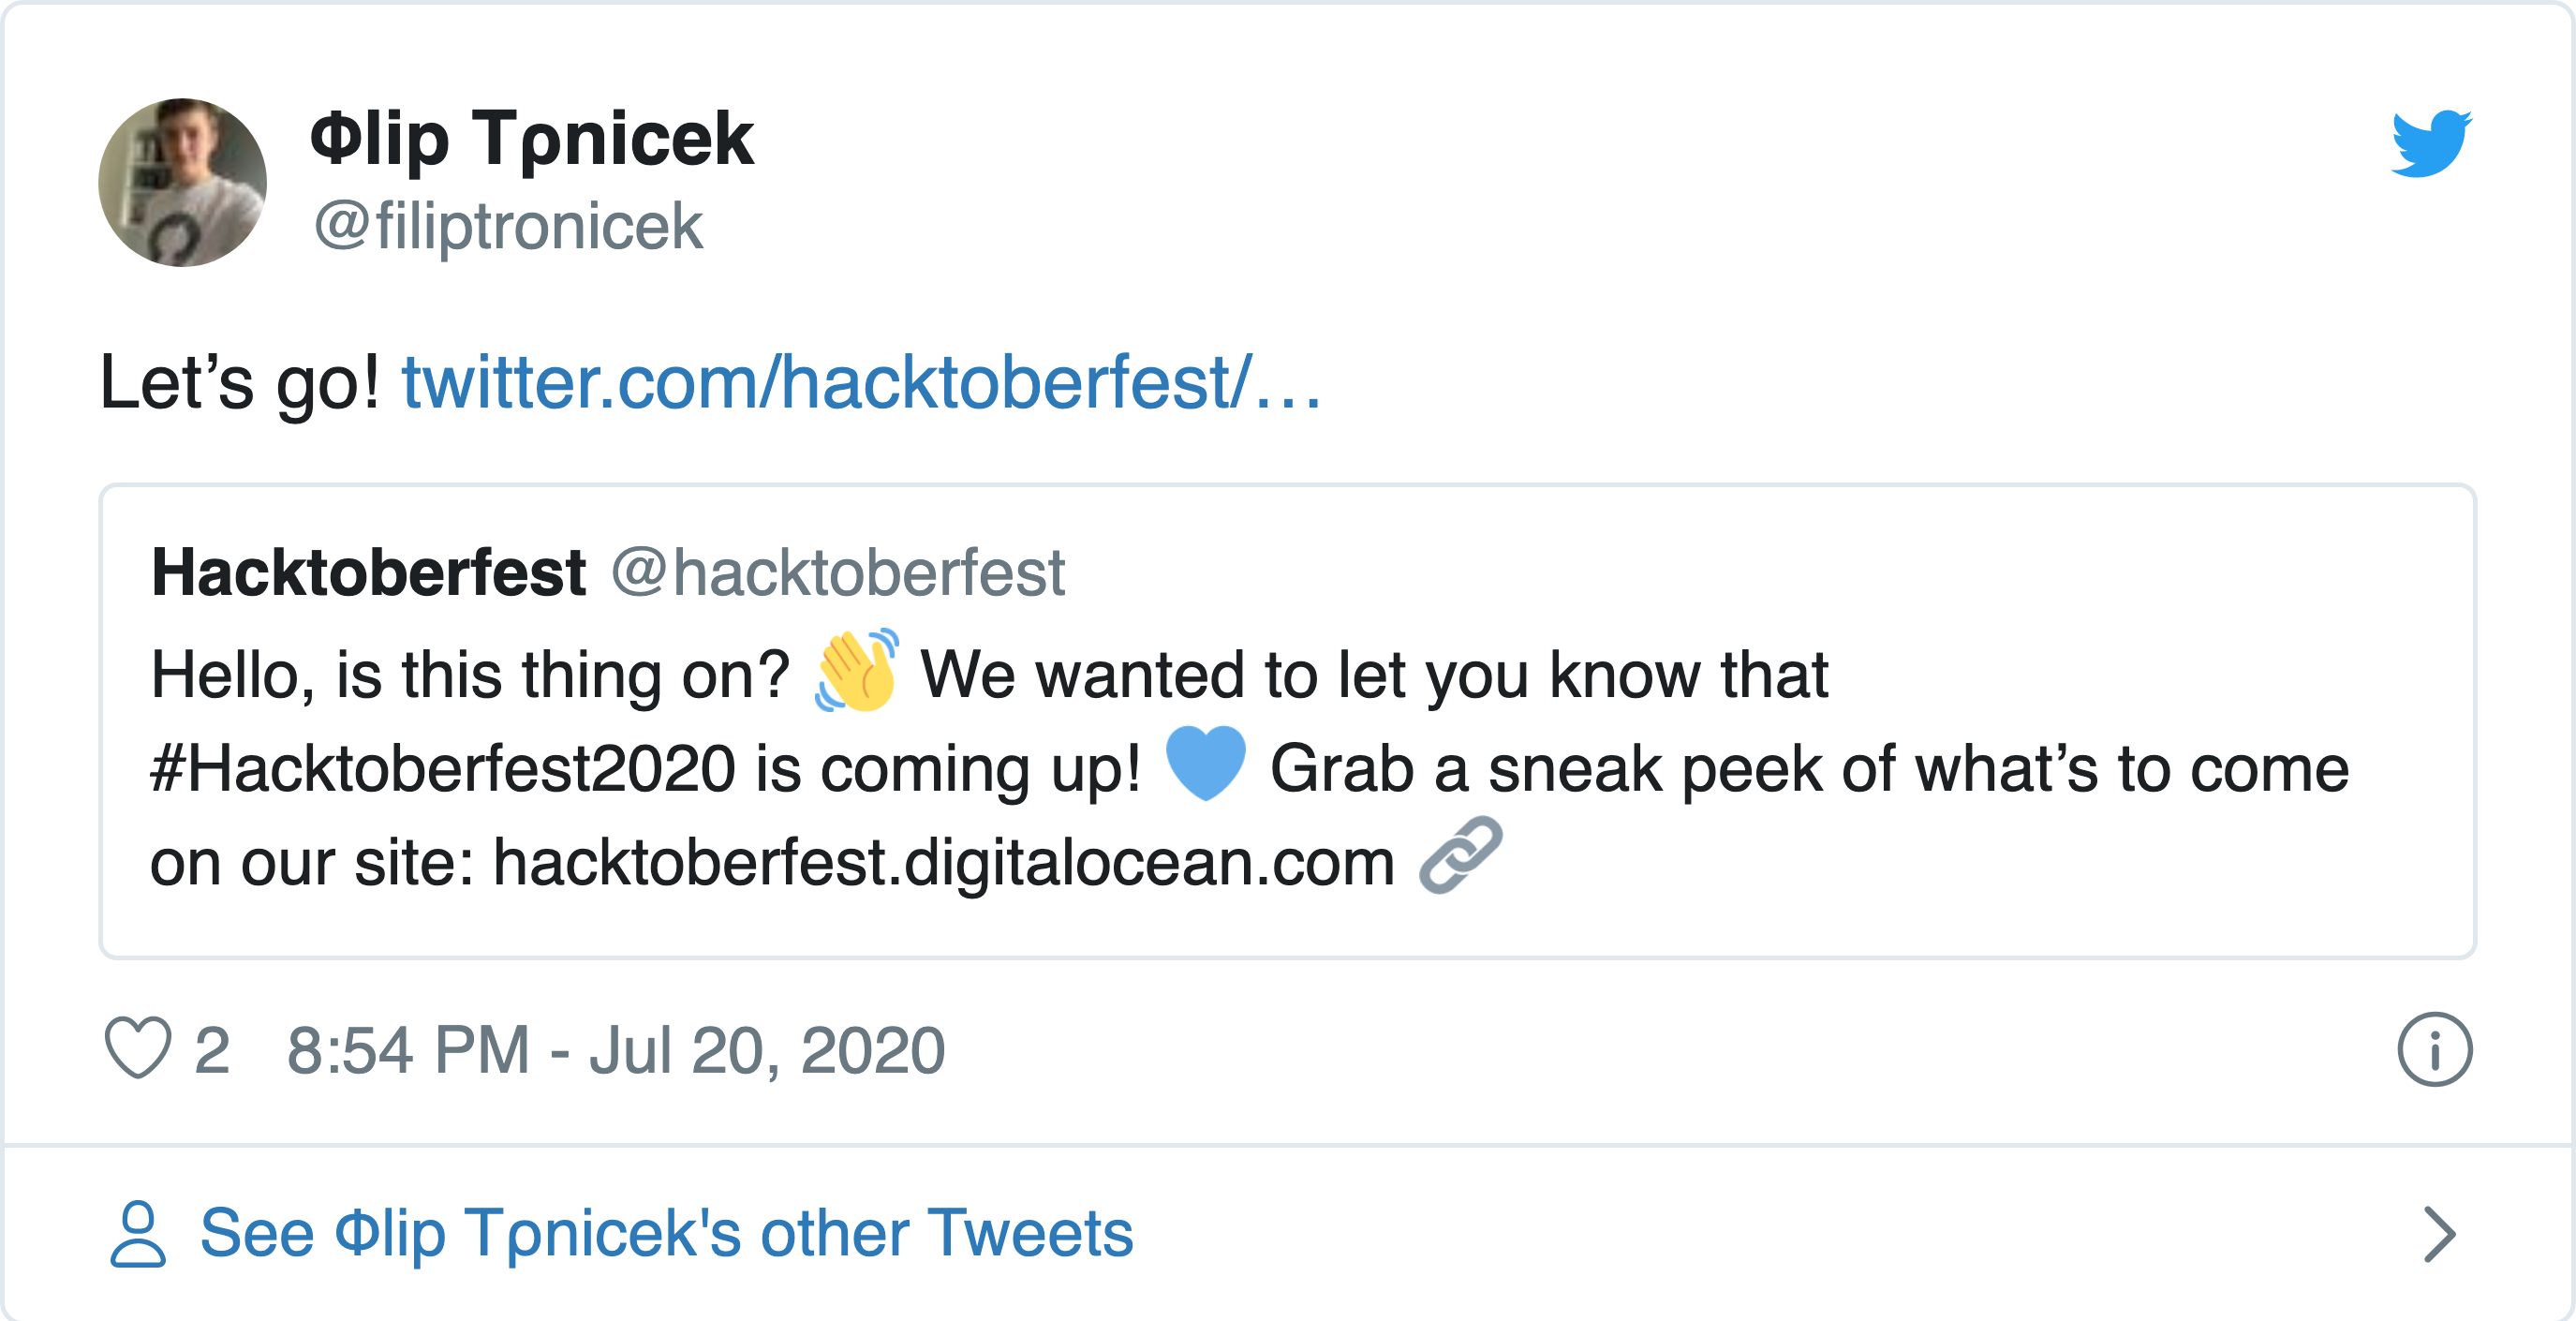 Φlip Tρnicek
@filiptronicek
Let’s go! twitter.com/hacktoberfest/…
Hacktoberfest @hacktoberfest
Hello, is this thing on? 👋 We wanted to let you know that
#Hacktoberfest2020 is coming up! 💙 Grab a sneak peek of what’s to come
on our site: hacktoberfest.digitalocean.com 🔗
2 8:54 PM - Jul 20, 2020
See Φlip Tρnicek's other Tweets